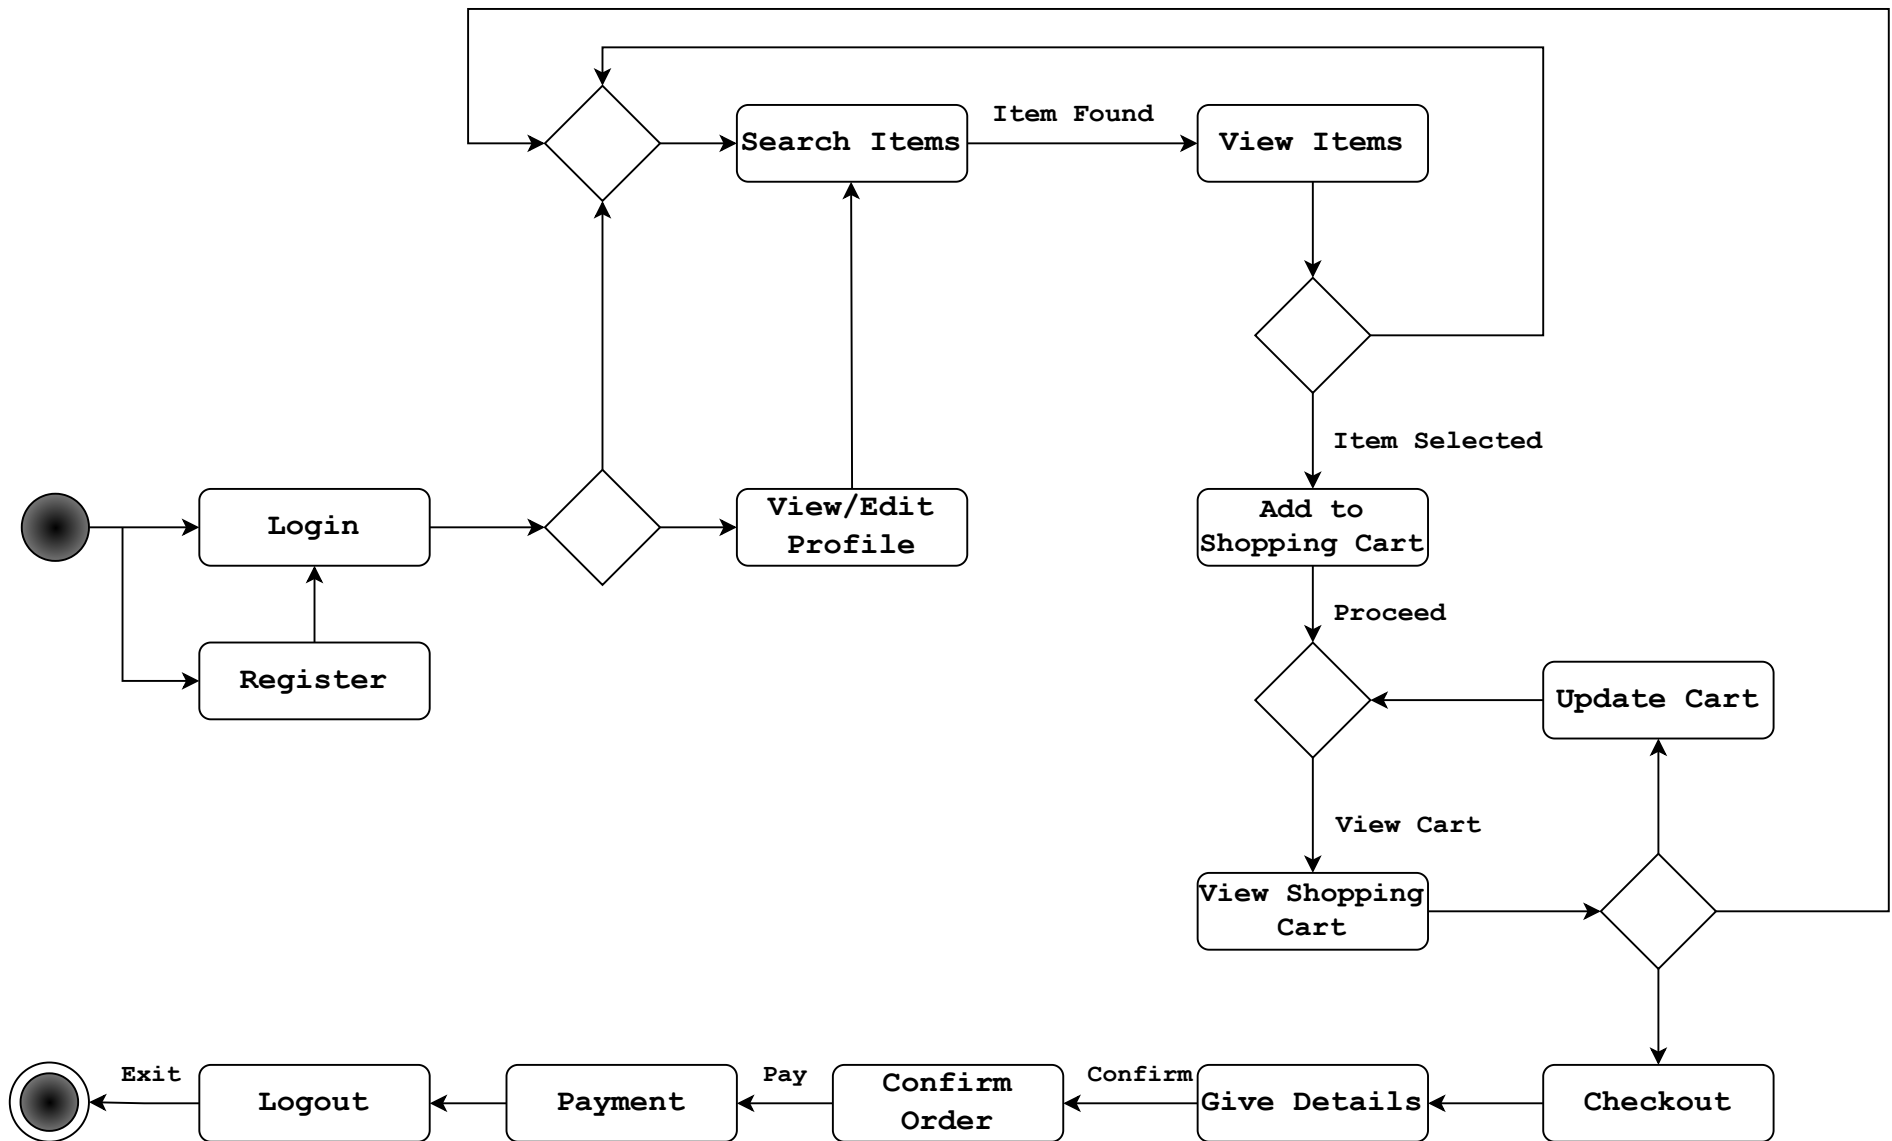 Item Found
Search Items
View Items
Item Selected
Login
View/Edit
Profile
Add to
Shopping Cart
Proceed
Register
Update Cart
View Cart
View Shopping
Cart
Exit
Logout
Payment
Pay
Confirm
Order
Confirm
Give Details
Checkout